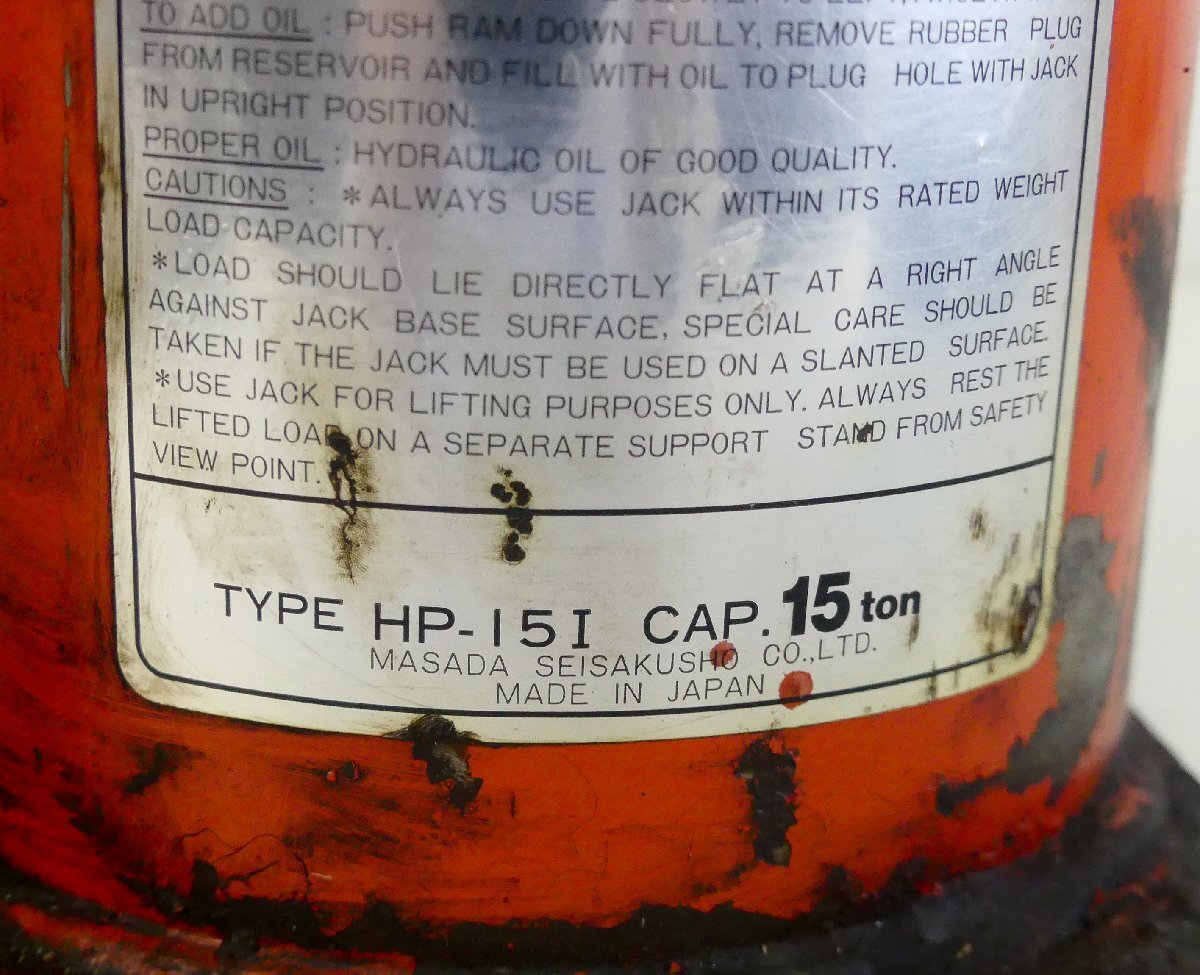 TO ADD OIL : PUSH RAM DOWN FULLY, REMOVE RUBBER PLUG
FROM RESERVOIR AND FILL WITH OIL TO PLUG HOLE WITH JACK
IN UPRIGHT POSITION.
PROPER OIL : HYDRAULIC OIL OF GOOD QUALITY.
CAUTIONS : *ALWAYS USE JACK WITHIN ITS RATED WEIGHT
LOAD CAPACITY.
*LOAD SHOULD LIE DIRECTLY FLAT AT A RIGHT ANGLE
AGAINST JACK BASE SURFACE, SPECIAL CARE SHOULD BE
TAKEN IF THE JACK MUST BE USED ON A SLANTED SURFACE.
*USE JACK FOR LIFTING PURPOSES ONLY. ALWAYS REST THE
LIFTED LOAD ON A SEPARATE SUPPORT STAND FROM SAFETY
VIEW POINT.
TYPE HP-15I CAP. 15 ton
MASADA SEISAKUSHO CO.,LTD.
MADE IN JAPAN